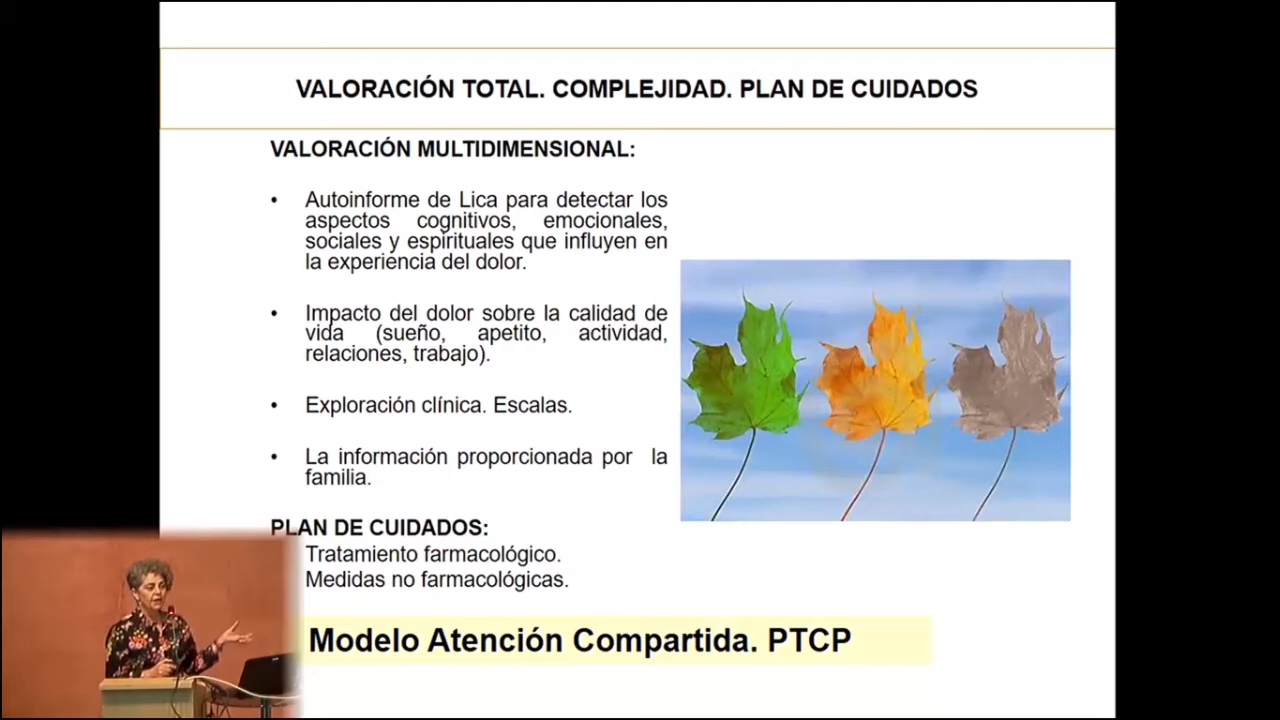 VALORACIÓN TOTAL. COMPLEJIDAD. PLAN DE CUIDADOS
VALORACIÓN MULTIDIMENSIONAL:
• Autoinforme de Lica para detectar los
aspectos cognitivos, emocionales,
sociales y espirituales que influyen en
la experiencia del dolor.
• Impacto del dolor sobre la calidad de
vida (sueño, apetito, actividad,
relaciones, trabajo).
• Exploración clínica. Escalas.
• La información proporcionada por la
familia.
PLAN DE CUIDADOS:
Tratamiento farmacológico.
Medidas no farmacológicas.
Modelo Atención Compartida. PTCP